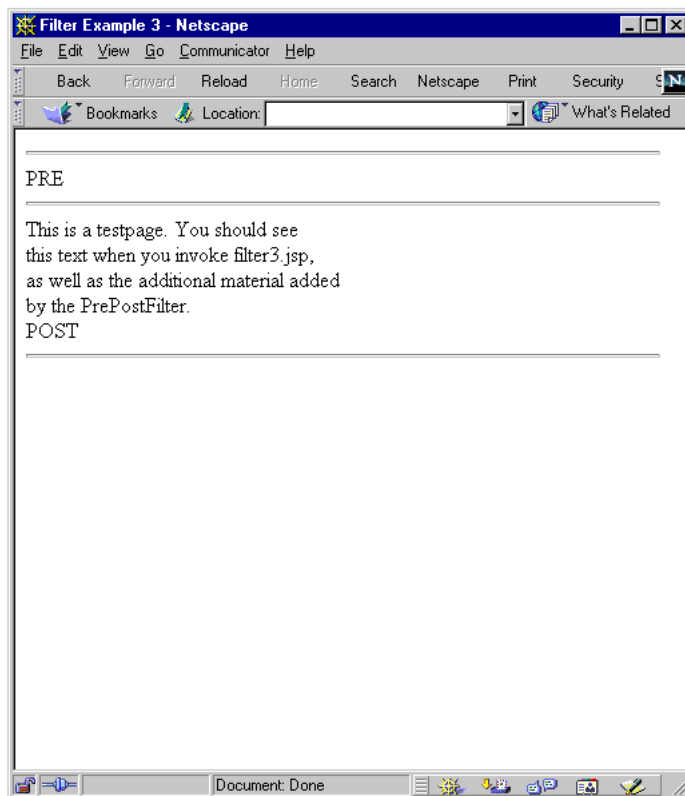 Filter Example 3 - Netscape
File Edit View Go Communicator Help
Back Forward Reload Home Search Netscape Print Security S N
Bookmarks Location: What's Related
PRE
This is a testpage. You should see
this text when you invoke filter3.jsp,
as well as the additional material added
by the PrePostFilter.
POST
Document: Done